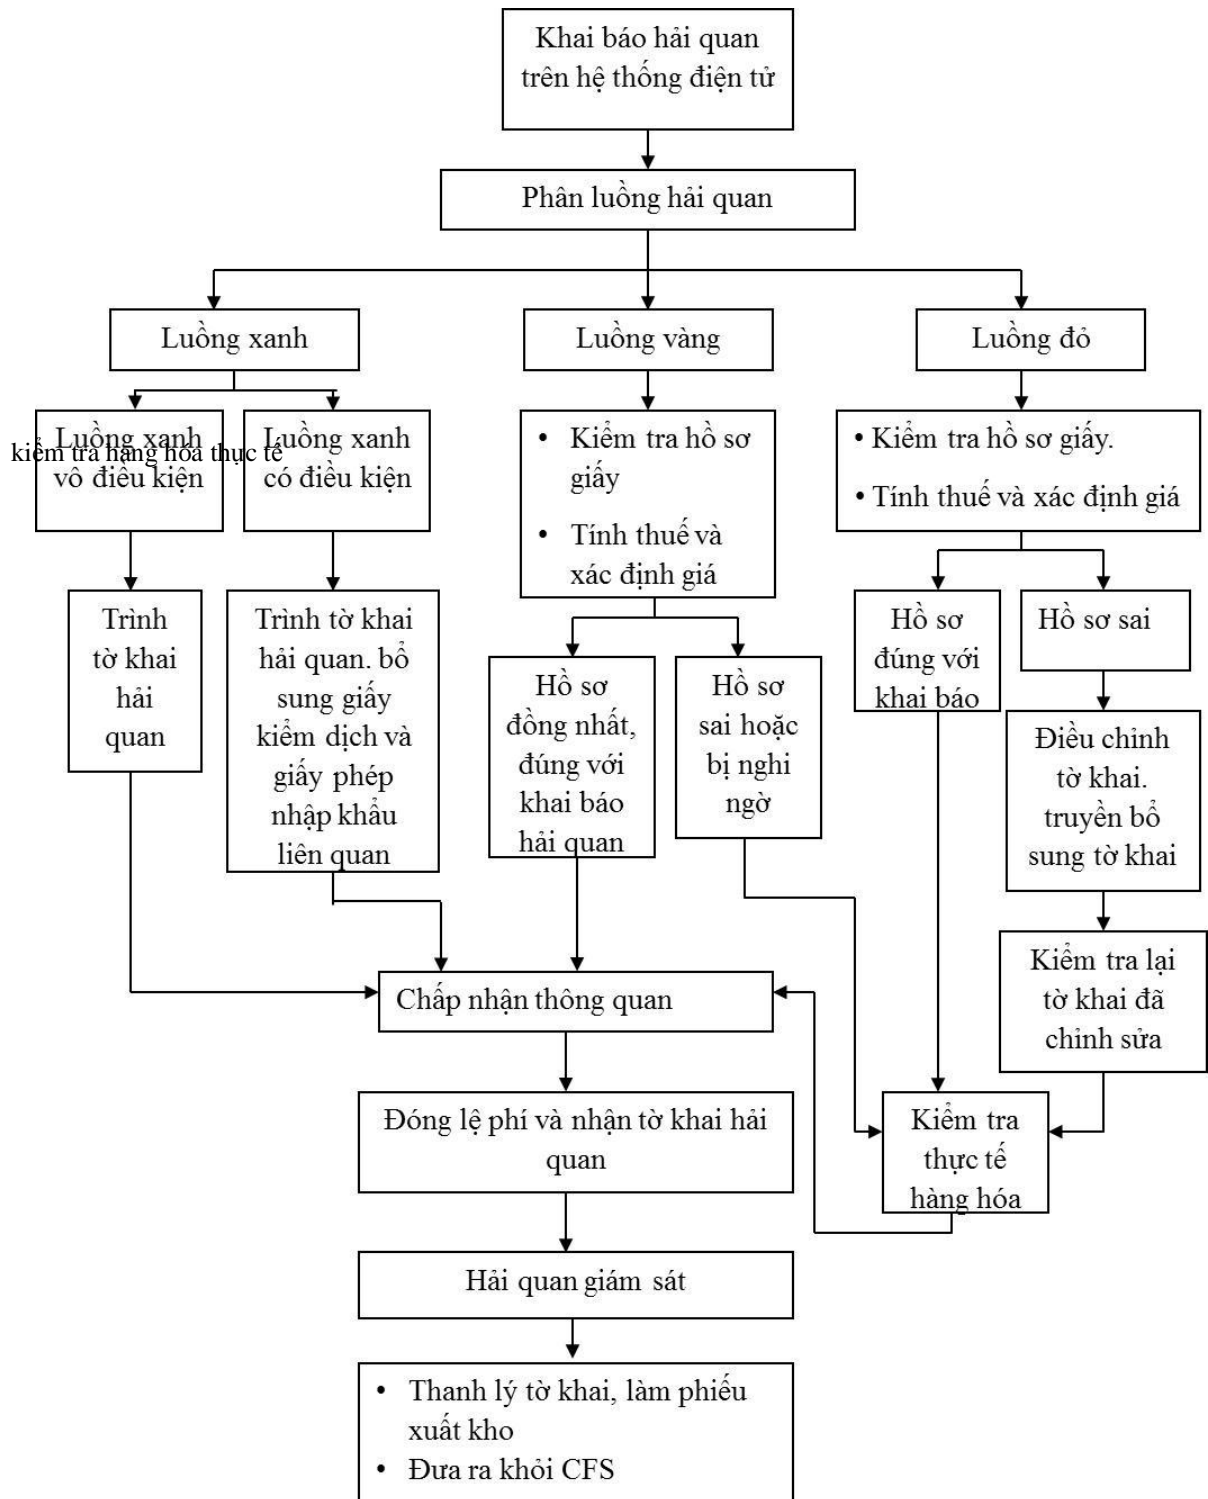 Khai báo hải quan
trên hệ thống điện tử
Phân luồng hải quan
Luồng xanh
Luồng vàng
Luồng đỏ
Luồng xanh
vô điều kiện
kiểm tra hàng hóa thực tế
Luồng xanh
có điều kiện
• Kiểm tra hồ sơ
giấy
• Tính thuế và
xác định giá
• Kiểm tra hồ sơ giấy.
• Tính thuế và xác định giá
Trình
tờ khai
hải
quan
Trình tờ khai
hải quan. bổ
sung giấy
kiểm dịch và
giấy phép
nhập khẩu
liên quan
Hồ sơ
đồng nhất,
đúng với
khai báo
hải quan
Hồ sơ
sai hoặc
bị nghi
ngờ
Hồ sơ
đúng với
khai báo
Hồ sơ sai
Điều chỉnh
tờ khai.
truyền bổ
sung tờ khai
Kiểm tra lại
tờ khai đã
chỉnh sửa
Chấp nhận thông quan
Kiểm tra
thực tế
hàng hóa
Đóng lệ phí và nhận tờ khai hải
quan
Hải quan giám sát
• Thanh lý tờ khai, làm phiếu
xuất kho
• Đưa ra khỏi CFS